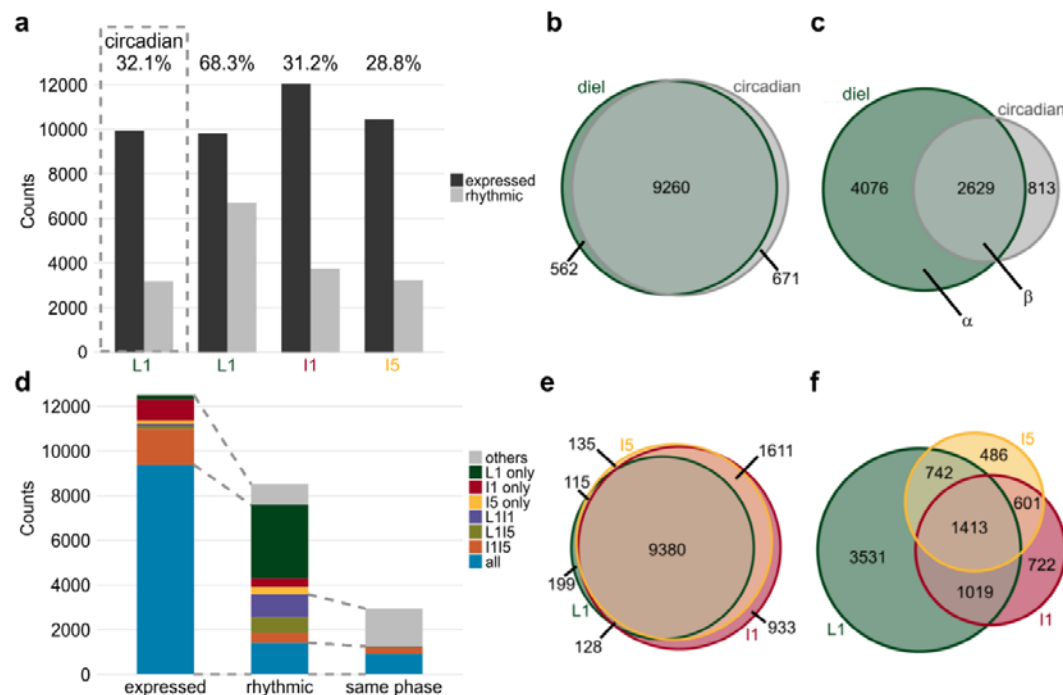 a
circadian
32.1% 68.3% 31.2% 28.8%
12000
10000
8000
6000
4000
2000
0
Counts
L1 L1 I1 I5
expressed
rhythmic
b
diel
circadian
9260
562
671
c
diel
circadian
4076
2629
813
β
α
d
12000
10000
8000
6000
4000
2000
0
Counts
expressed rhythmic same phase
others
L1 only
I1 only
I5 only
L1I1
L1I5
I1I5
all
e
135
I5
1611
115
9380
199
L1
I1
933
128
f
I5
486
742
601
1413
3531
722
1019
L1
I1